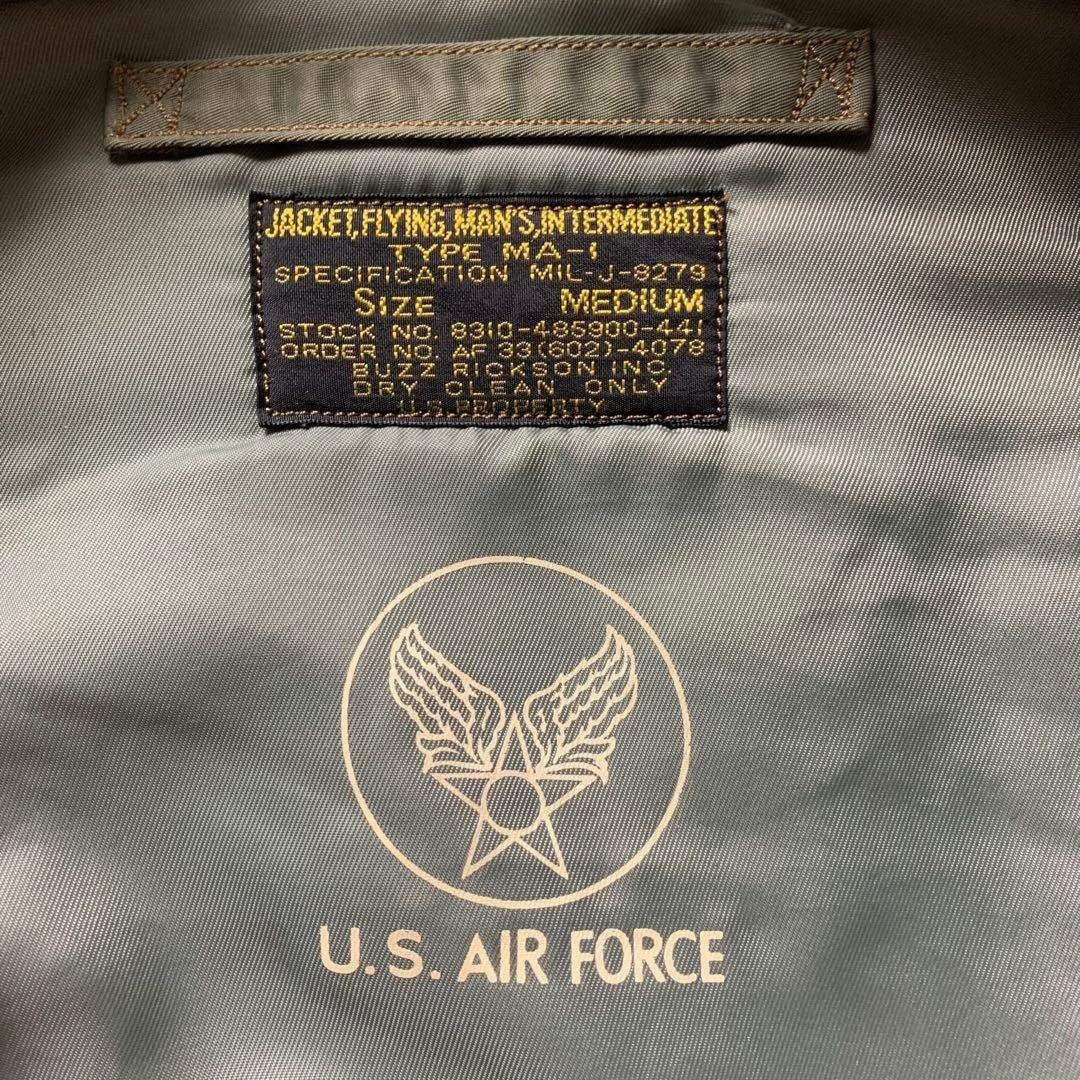 JACKET,FLYING,MAN'S,INTERMEDIATE
TYPE MA-1
SPECIFICATION MIL-J-8279
SIZE MEDIUM
STOCK NO. 8310-485900-441
ORDER NO. AF 33(602)-4078
BUZZ RICKSON INC.
DRY CLEAN ONLY
U.S. PROPERTY
U.S. AIR FORCE